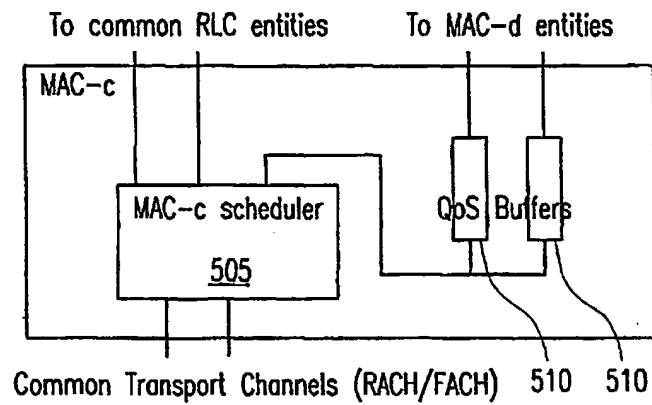 To common RLC entities
To MAC-d entities
MAC-c
MAC-c scheduler
505
QoS Buffers
Common Transport Channels (RACH/FACH)
510
510